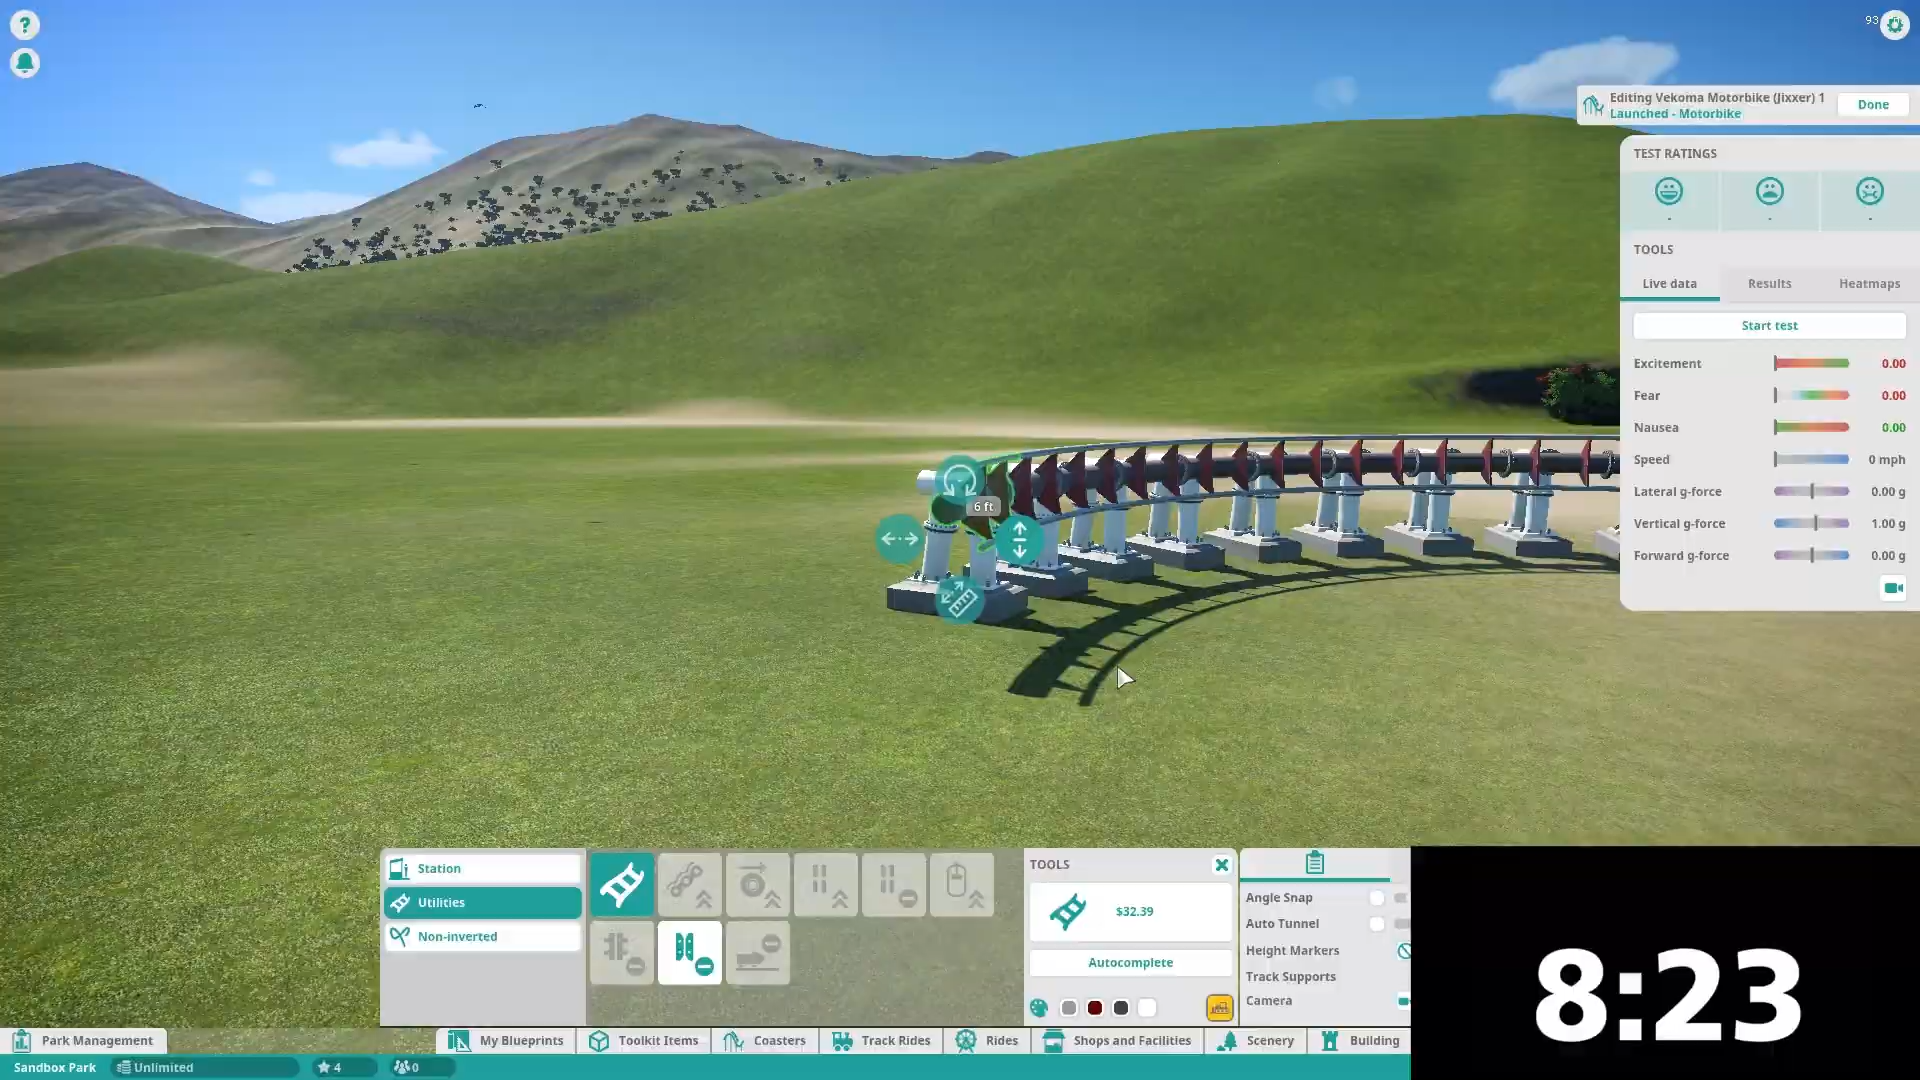 ?
93
Editing Vekoma Motorbike (Jixxer) 1
Launched - Motorbike
Done
TEST RATINGS
-
-
-
TOOLS
Live data
Results
Heatmaps
Start test
Excitement
0.00
Fear
0.00
Nausea
0.00
Speed
0 mph
Lateral g-force
0.00 g
Vertical g-force
1.00 g
Forward g-force
0.00 g
6 ft
Station
Utilities
Non-inverted
TOOLS
$32.39
Autocomplete
Angle Snap
Auto Tunnel
Height Markers
Track Supports
Camera
8:23
Park Management
My Blueprints
Toolkit Items
Coasters
Track Rides
Rides
Shops and Facilities
Scenery
Building
Sandbox Park
Unlimited
4
0